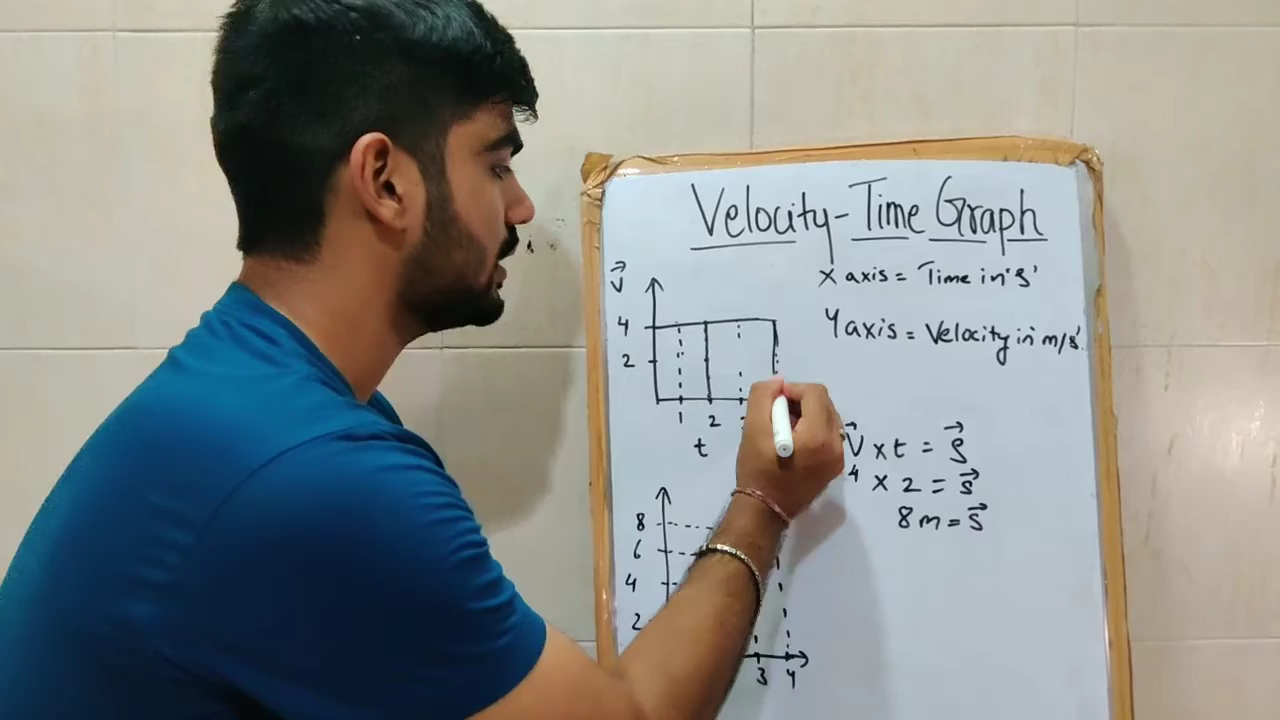 Velocity-Time Graph
X axis = Time in 's'
Y axis = Velocity in m/s
V
4
2
1 2
t
V x t = S
4 x 2 = S
8m = S
8
6
4
2
3 4